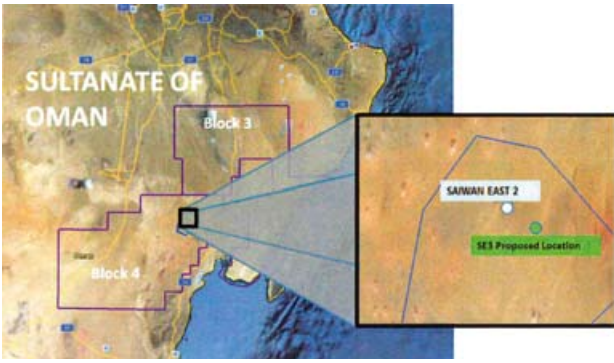 SULTANATE OF
OMAN
Block 3
Block 4
SAIWAN EAST 2
SE3 Proposed Location